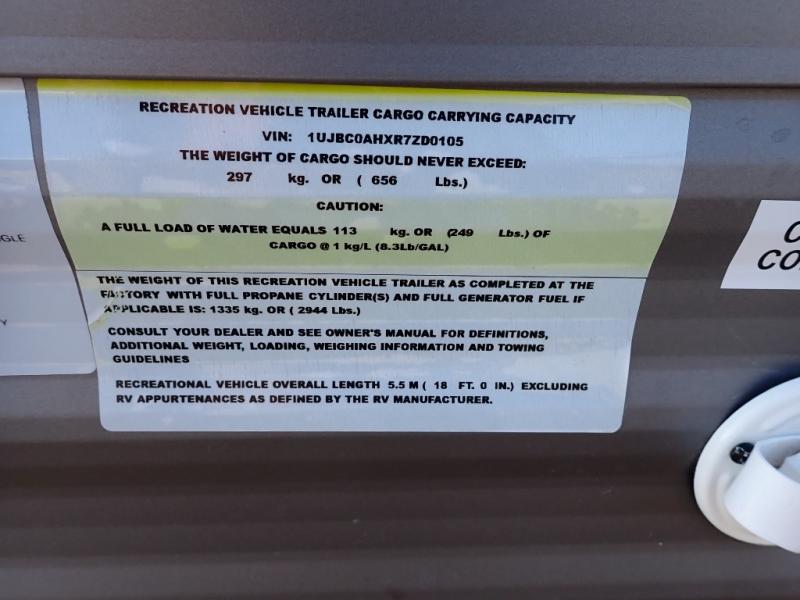 RECREATION VEHICLE TRAILER CARGO CARRYING CAPACITY
VIN: 1UJBC0AHXR7ZD0105
THE WEIGHT OF CARGO SHOULD NEVER EXCEED:
297 kg. OR ( 656 Lbs.)
CAUTION:
A FULL LOAD OF WATER EQUALS 113 kg. OR (249 Lbs.) OF
CARGO @ 1 kg/L (8.3Lb/GAL)
THE WEIGHT OF THIS RECREATION VEHICLE TRAILER AS COMPLETED AT THE
FACTORY WITH FULL PROPANE CYLINDER(S) AND FULL GENERATOR FUEL IF
APPLICABLE IS: 1335 kg. OR ( 2944 Lbs.)
CONSULT YOUR DEALER AND SEE OWNER'S MANUAL FOR DEFINITIONS,
ADDITIONAL WEIGHT, LOADING, WEIGHING INFORMATION AND TOWING
GUIDELINES
RECREATIONAL VEHICLE OVERALL LENGTH 5.5 M ( 18 FT. 0 IN.) EXCLUDING
RV APPURTENANCES AS DEFINED BY THE RV MANUFACTURER.